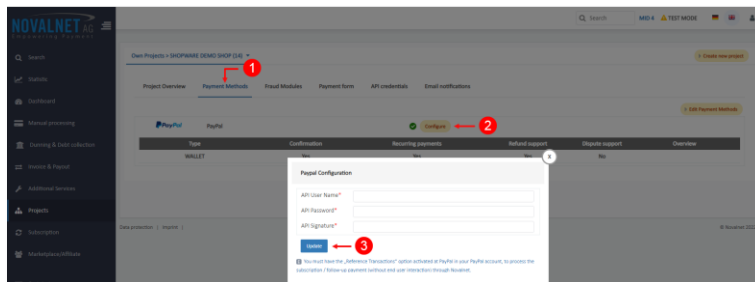 NOVALNET AG
Search
MID 4
TEST MODE
Search
Own Projects > SHOPWARE DEMO SHOP (14)
+ Create new project
1
Statistic
Project Overview
Payment Methods
Fraud Modules
Payment form
API credentials
Email notifications
Dashboard
+ Edit Payment Methods
Manual processing
PayPal
PayPal
Configure
2
Dunning & Debt collection
Type
Confirmation
Recurring payments
Refund support
Dispute support
Overview
Invoice & Payout
WALLET
Yes
Yes
Yes
No
X
Additional Services
Paypal Configuration
API User Name*
Projects
API Password*
Data protection | Imprint |
API Signature*
© Novalnet 202
Subscription
Update
3
Marketplace/Affiliate
You must have the „Reference Transactions" option activated at PayPal in your PayPal account, to process the
subscription / follow-up payment (without end user interactions through Novalnet.